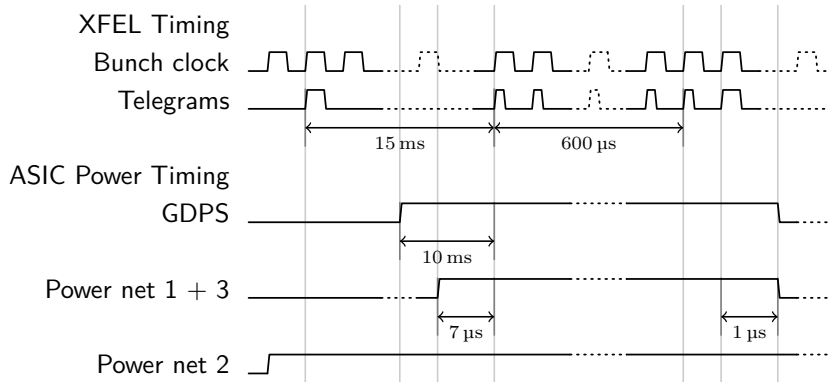 XFEL Timing
Bunch clock
Telegrams
15 ms
600 µs
ASIC Power Timing
GDPS
10 ms
Power net 1 + 3
7 µs
1 µs
Power net 2